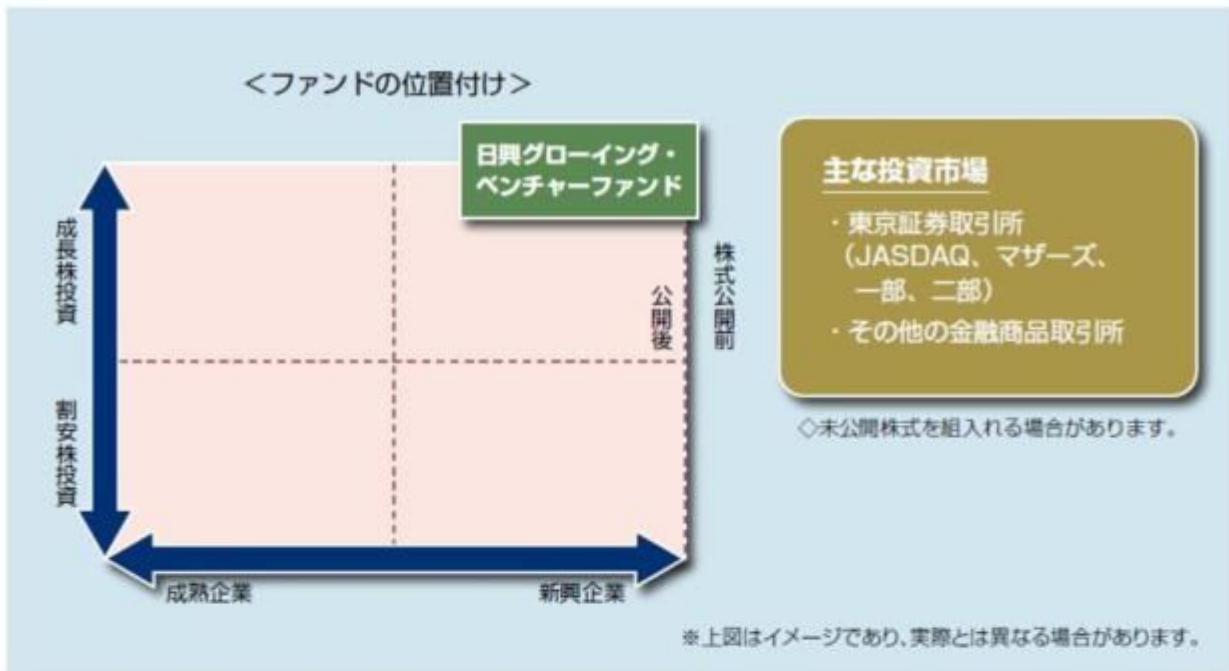 ＜ファンドの位置付け＞
日興グローイング・
ベンチャーファンド
成長株投資
割安株投資
公開後
株式公開前
成熟企業
新興企業
主な投資市場
・東京証券取引所
（JASDAQ、マザーズ、
一部、二部）
・その他の金融商品取引所
◇未公開株式を組入れる場合があります。
※上図はイメージであり、実際とは異なる場合があります。